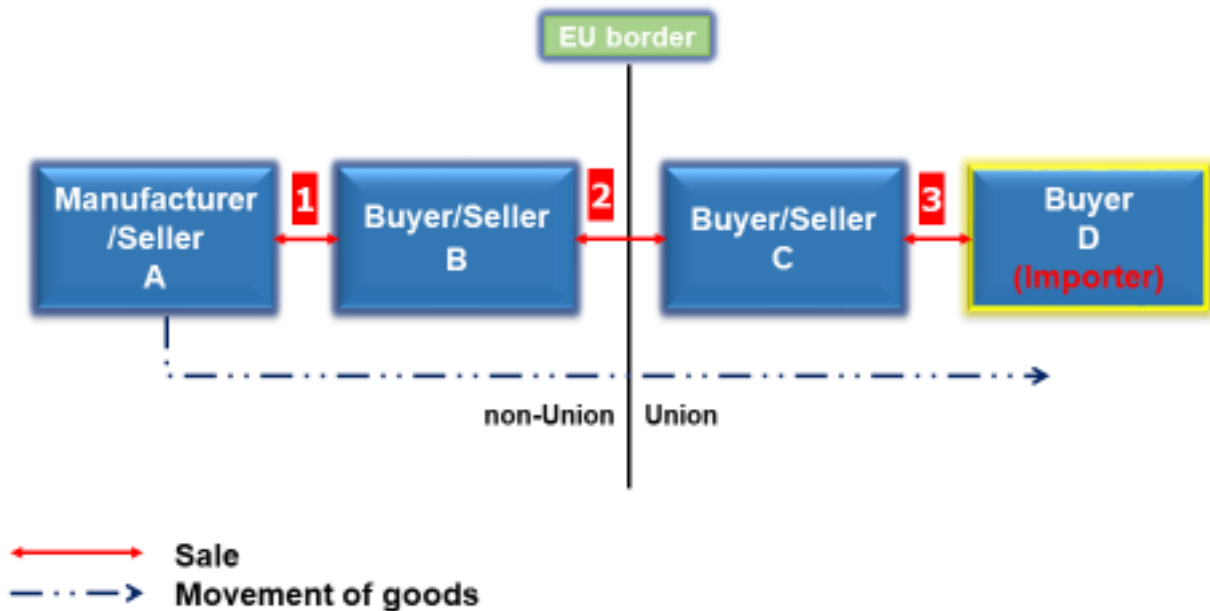 EU border
Manufacturer
/Seller
A
1
Buyer/Seller
B
2
Buyer/Seller
C
3
Buyer
D
(Importer)
non-Union
Union
Sale
Movement of goods